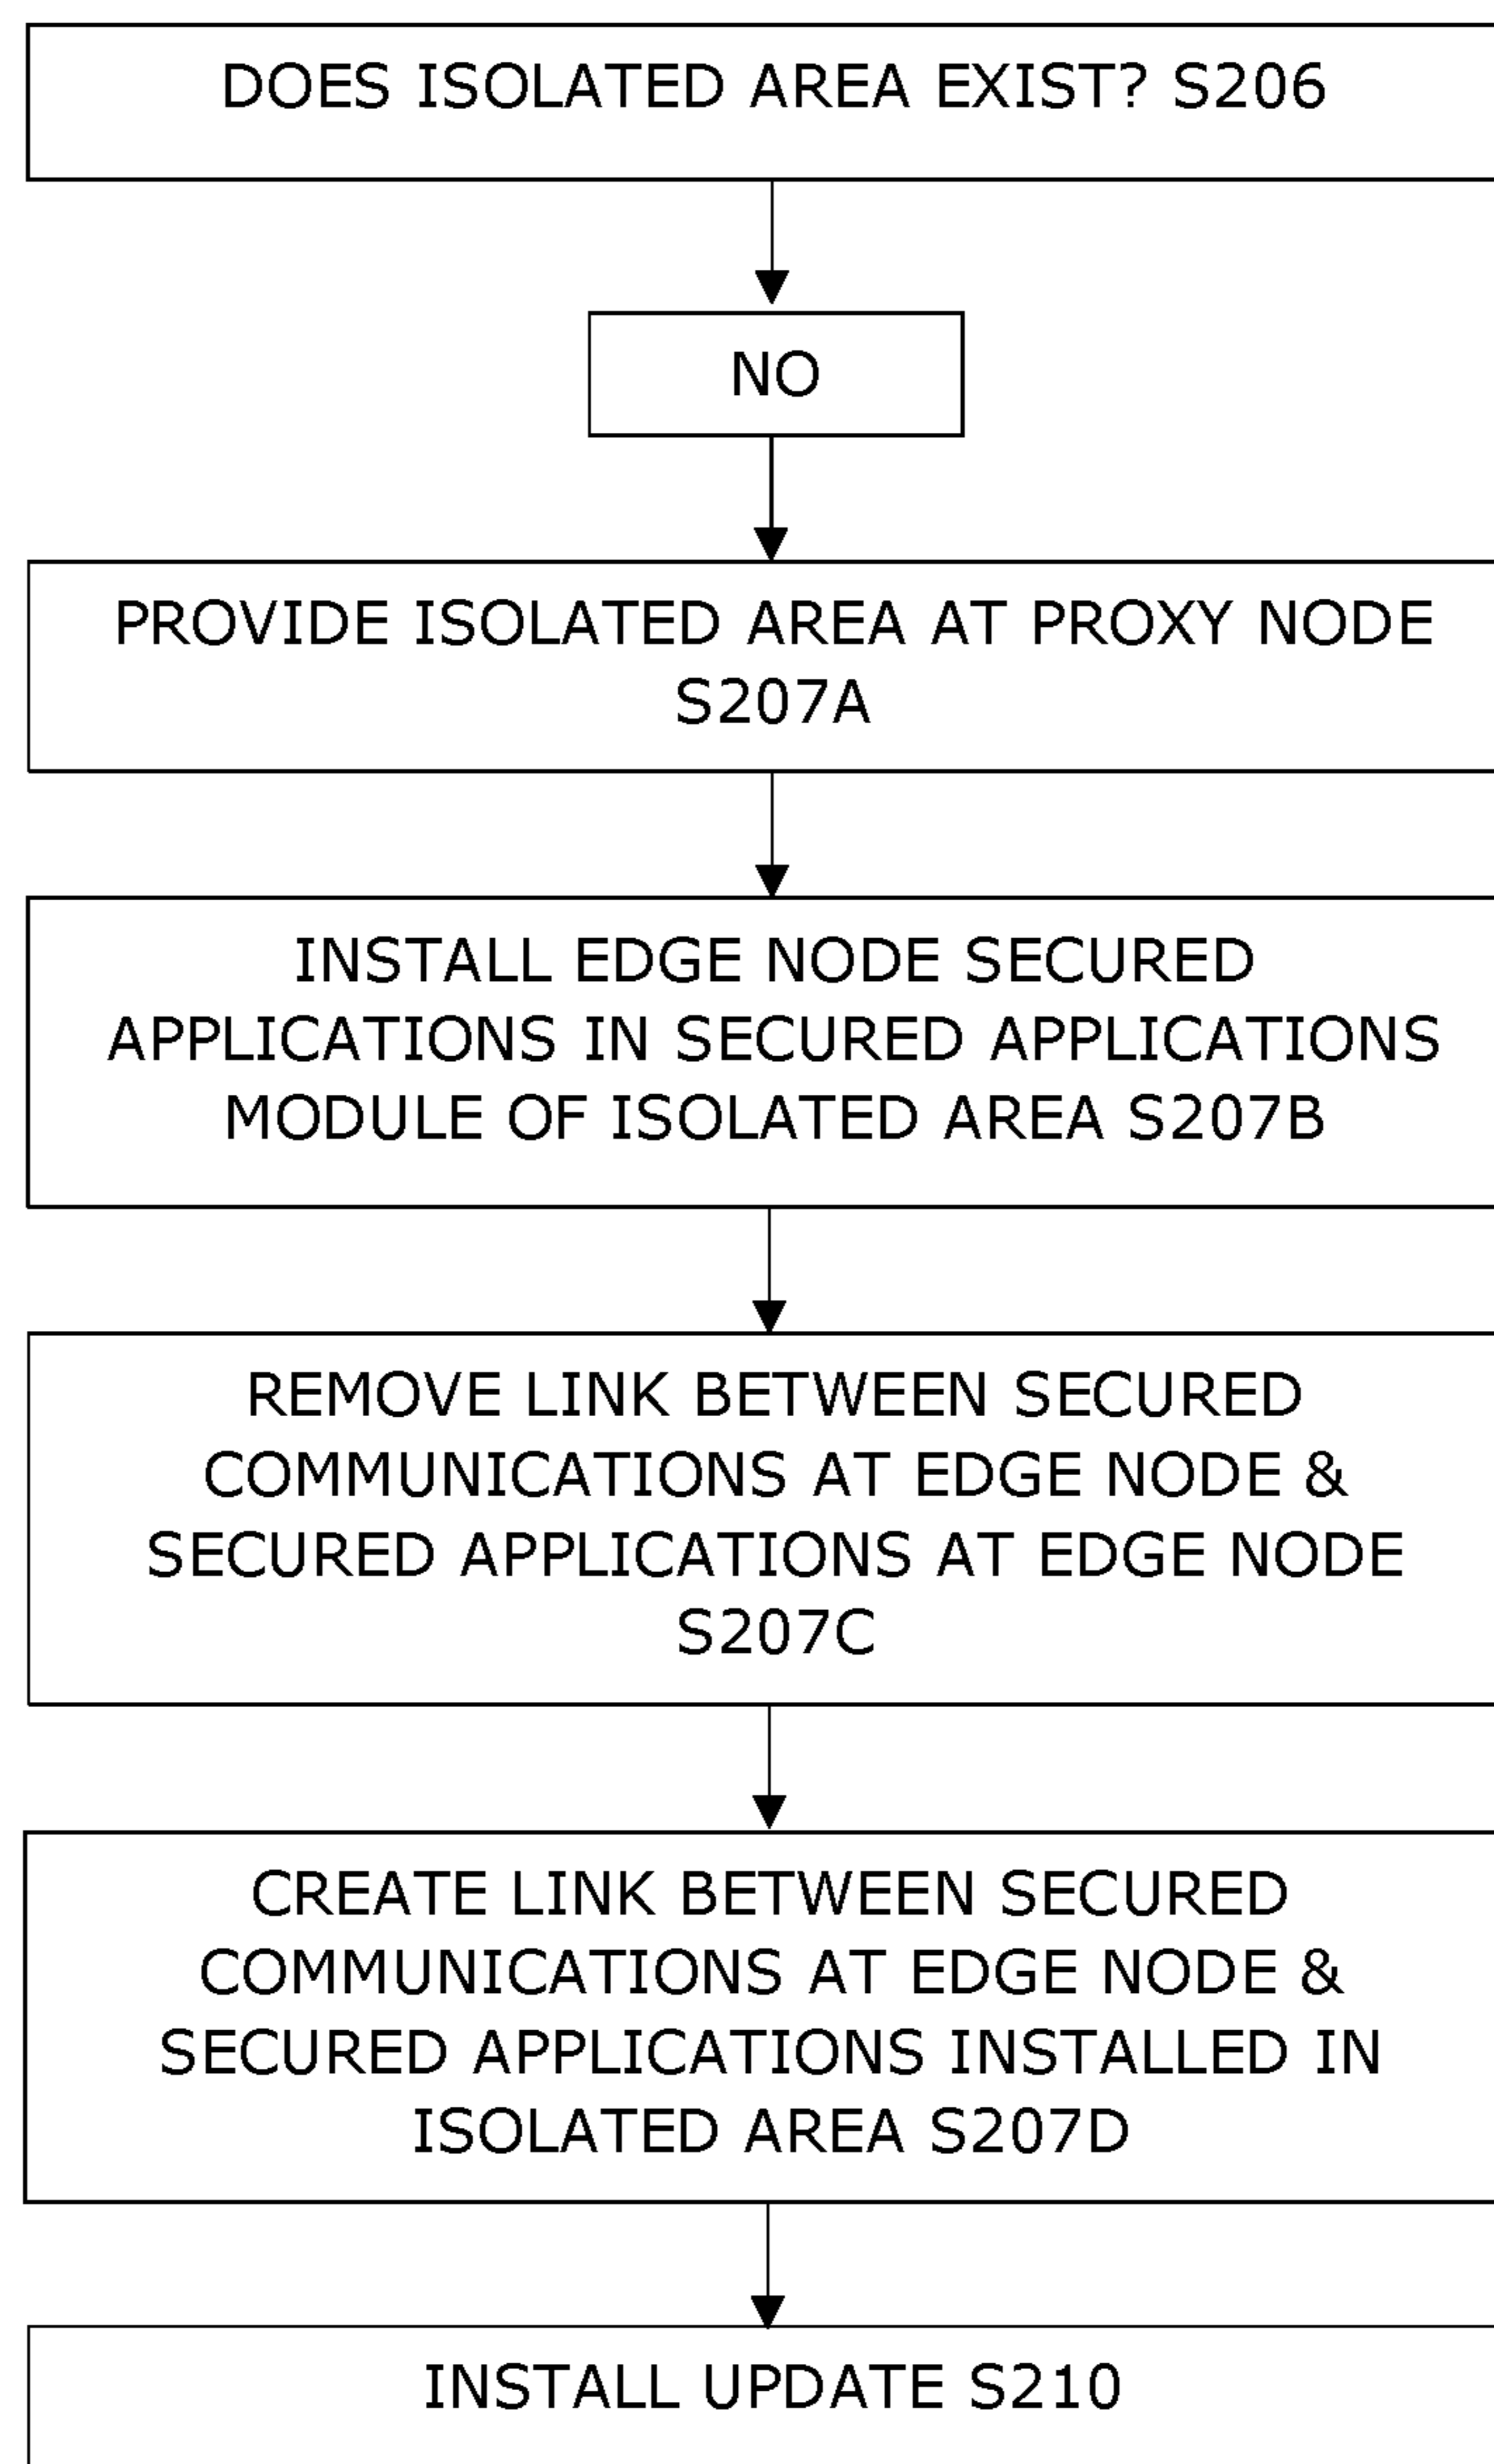 DOES ISOLATED AREA EXIST? S206
NO
PROVIDE ISOLATED AREA AT PROXY NODE
S207A
INSTALL EDGE NODE SECURED
APPLICATIONS IN SECURED APPLICATIONS
MODULE OF ISOLATED AREA S207B
REMOVE LINK BETWEEN SECURED
COMMUNICATIONS AT EDGE NODE &
SECURED APPLICATIONS AT EDGE NODE
S207C
CREATE LINK BETWEEN SECURED
COMMUNICATIONS AT EDGE NODE &
SECURED APPLICATIONS INSTALLED IN
ISOLATED AREA S207D
INSTALL UPDATE S210